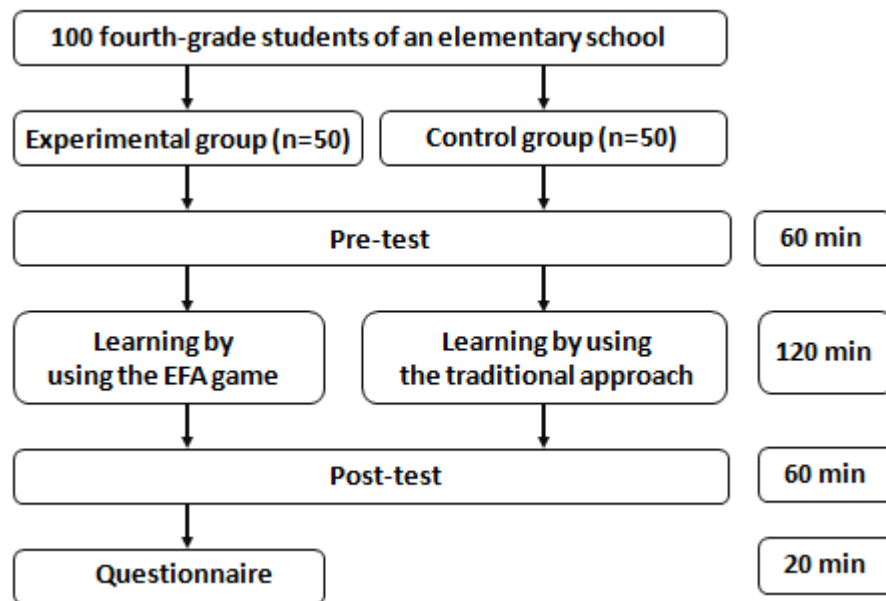 100 fourth-grade students of an elementary school
Experimental group (n=50)
Control group (n=50)
Pre-test
60 min
Learning by
using the EFA game
Learning by using
the traditional approach
120 min
Post-test
60 min
Questionnaire
20 min